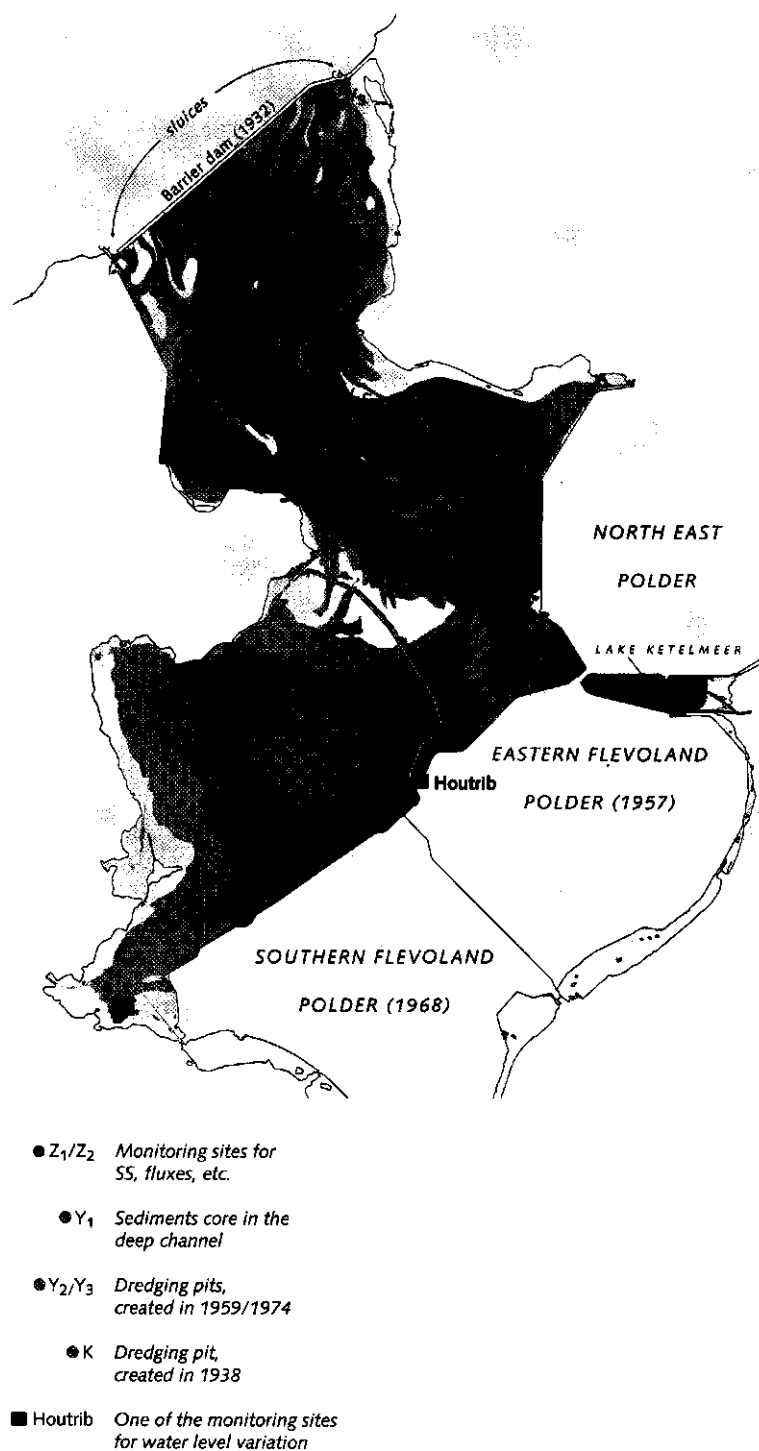 sluices
Barrier dam (1932)
NORTH EAST
POLDER
LAKE KETELMEER
EASTERN FLEVOLAND
POLDER (1957)
Houtrib
SOUTHERN FLEVOLAND
POLDER (1968)
Z1/Z2 Monitoring sites for
SS, fluxes, etc.
Y1 Sediments core in the
deep channel
Y2/Y3 Dredging pits,
created in 1959/1974
K Dredging pit,
created in 1938
Houtrib One of the monitoring sites
for water level variation